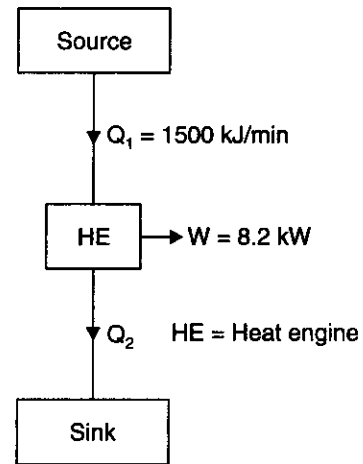 Source
Q₁ = 1500 kJ/min
HE
W = 8.2 kW
Q₂
HE = Heat engine
Sink